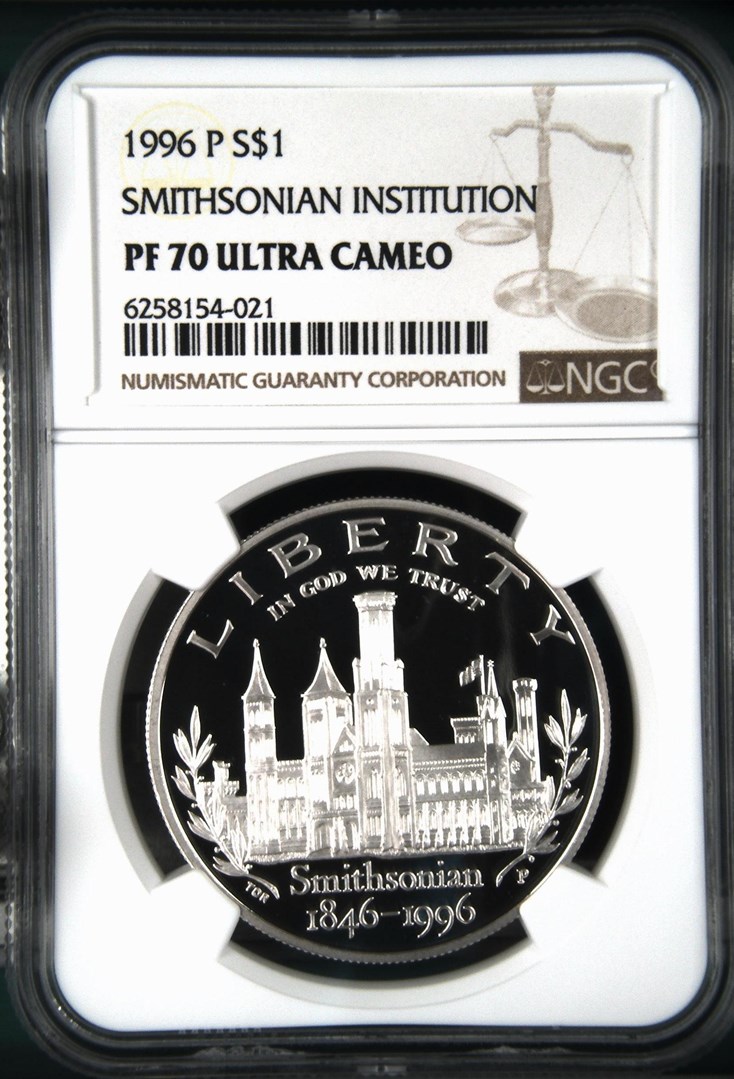 1996 P S$1
SMITHSONIAN INSTITUTION
PF 70 ULTRA CAMEO
6258154-021
NUMISMATIC GUARANTY CORPORATION
NGC
LIBERTY
IN GOD WE TRUST
TDR
P
Smithsonian
1846-1996